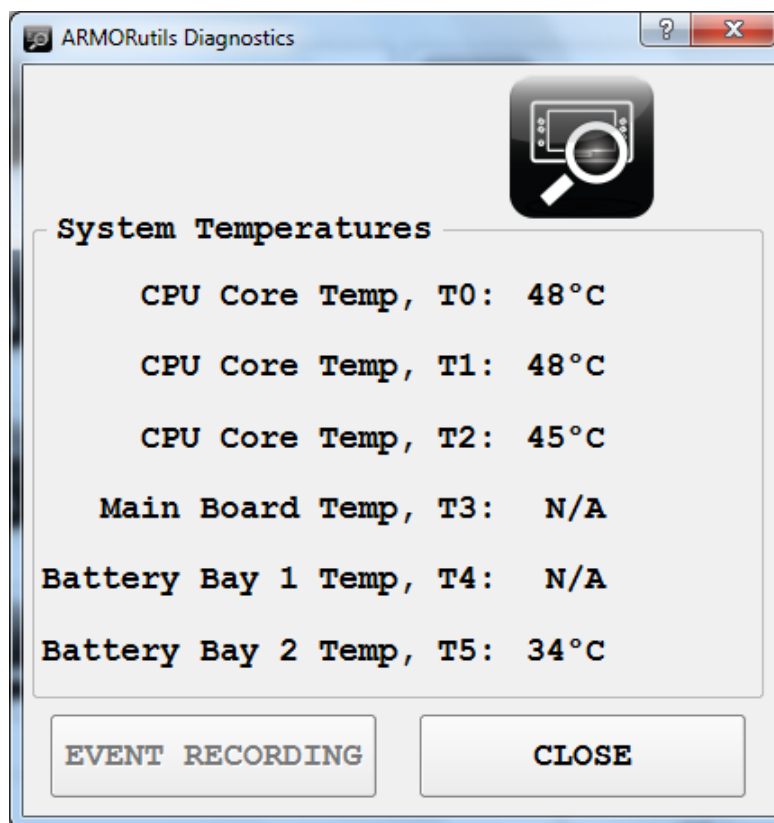 ARMORutils Diagnostics
System Temperatures
CPU Core Temp, T0: 48°C
CPU Core Temp, T1: 48°C
CPU Core Temp, T2: 45°C
Main Board Temp, T3: N/A
Battery Bay 1 Temp, T4: N/A
Battery Bay 2 Temp, T5: 34°C
EVENT RECORDING CLOSE